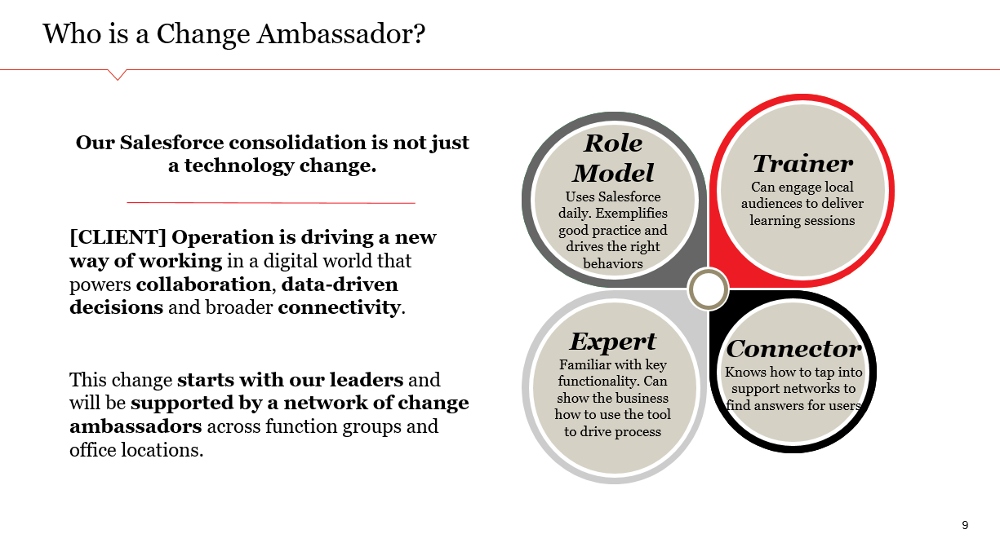 Who is a Change Ambassador?
Our Salesforce consolidation is not just
a technology change.
[CLIENT] Operation is driving a new
way of working in a digital world that
powers collaboration, data-driven
decisions and broader connectivity.
This change starts with our leaders and
will be supported by a network of change
ambassadors across function groups and
office locations.
Role
Model
Uses Salesforce
daily. Exemplifies
good practice and
drives the right
behaviors
Trainer
Can engage local
audiences to deliver
learning sessions
Expert
Familiar with key
functionality. Can
show the business
how to use the tool
to drive process
Connector
Knows how to tap into
support networks to
find answers for users
9